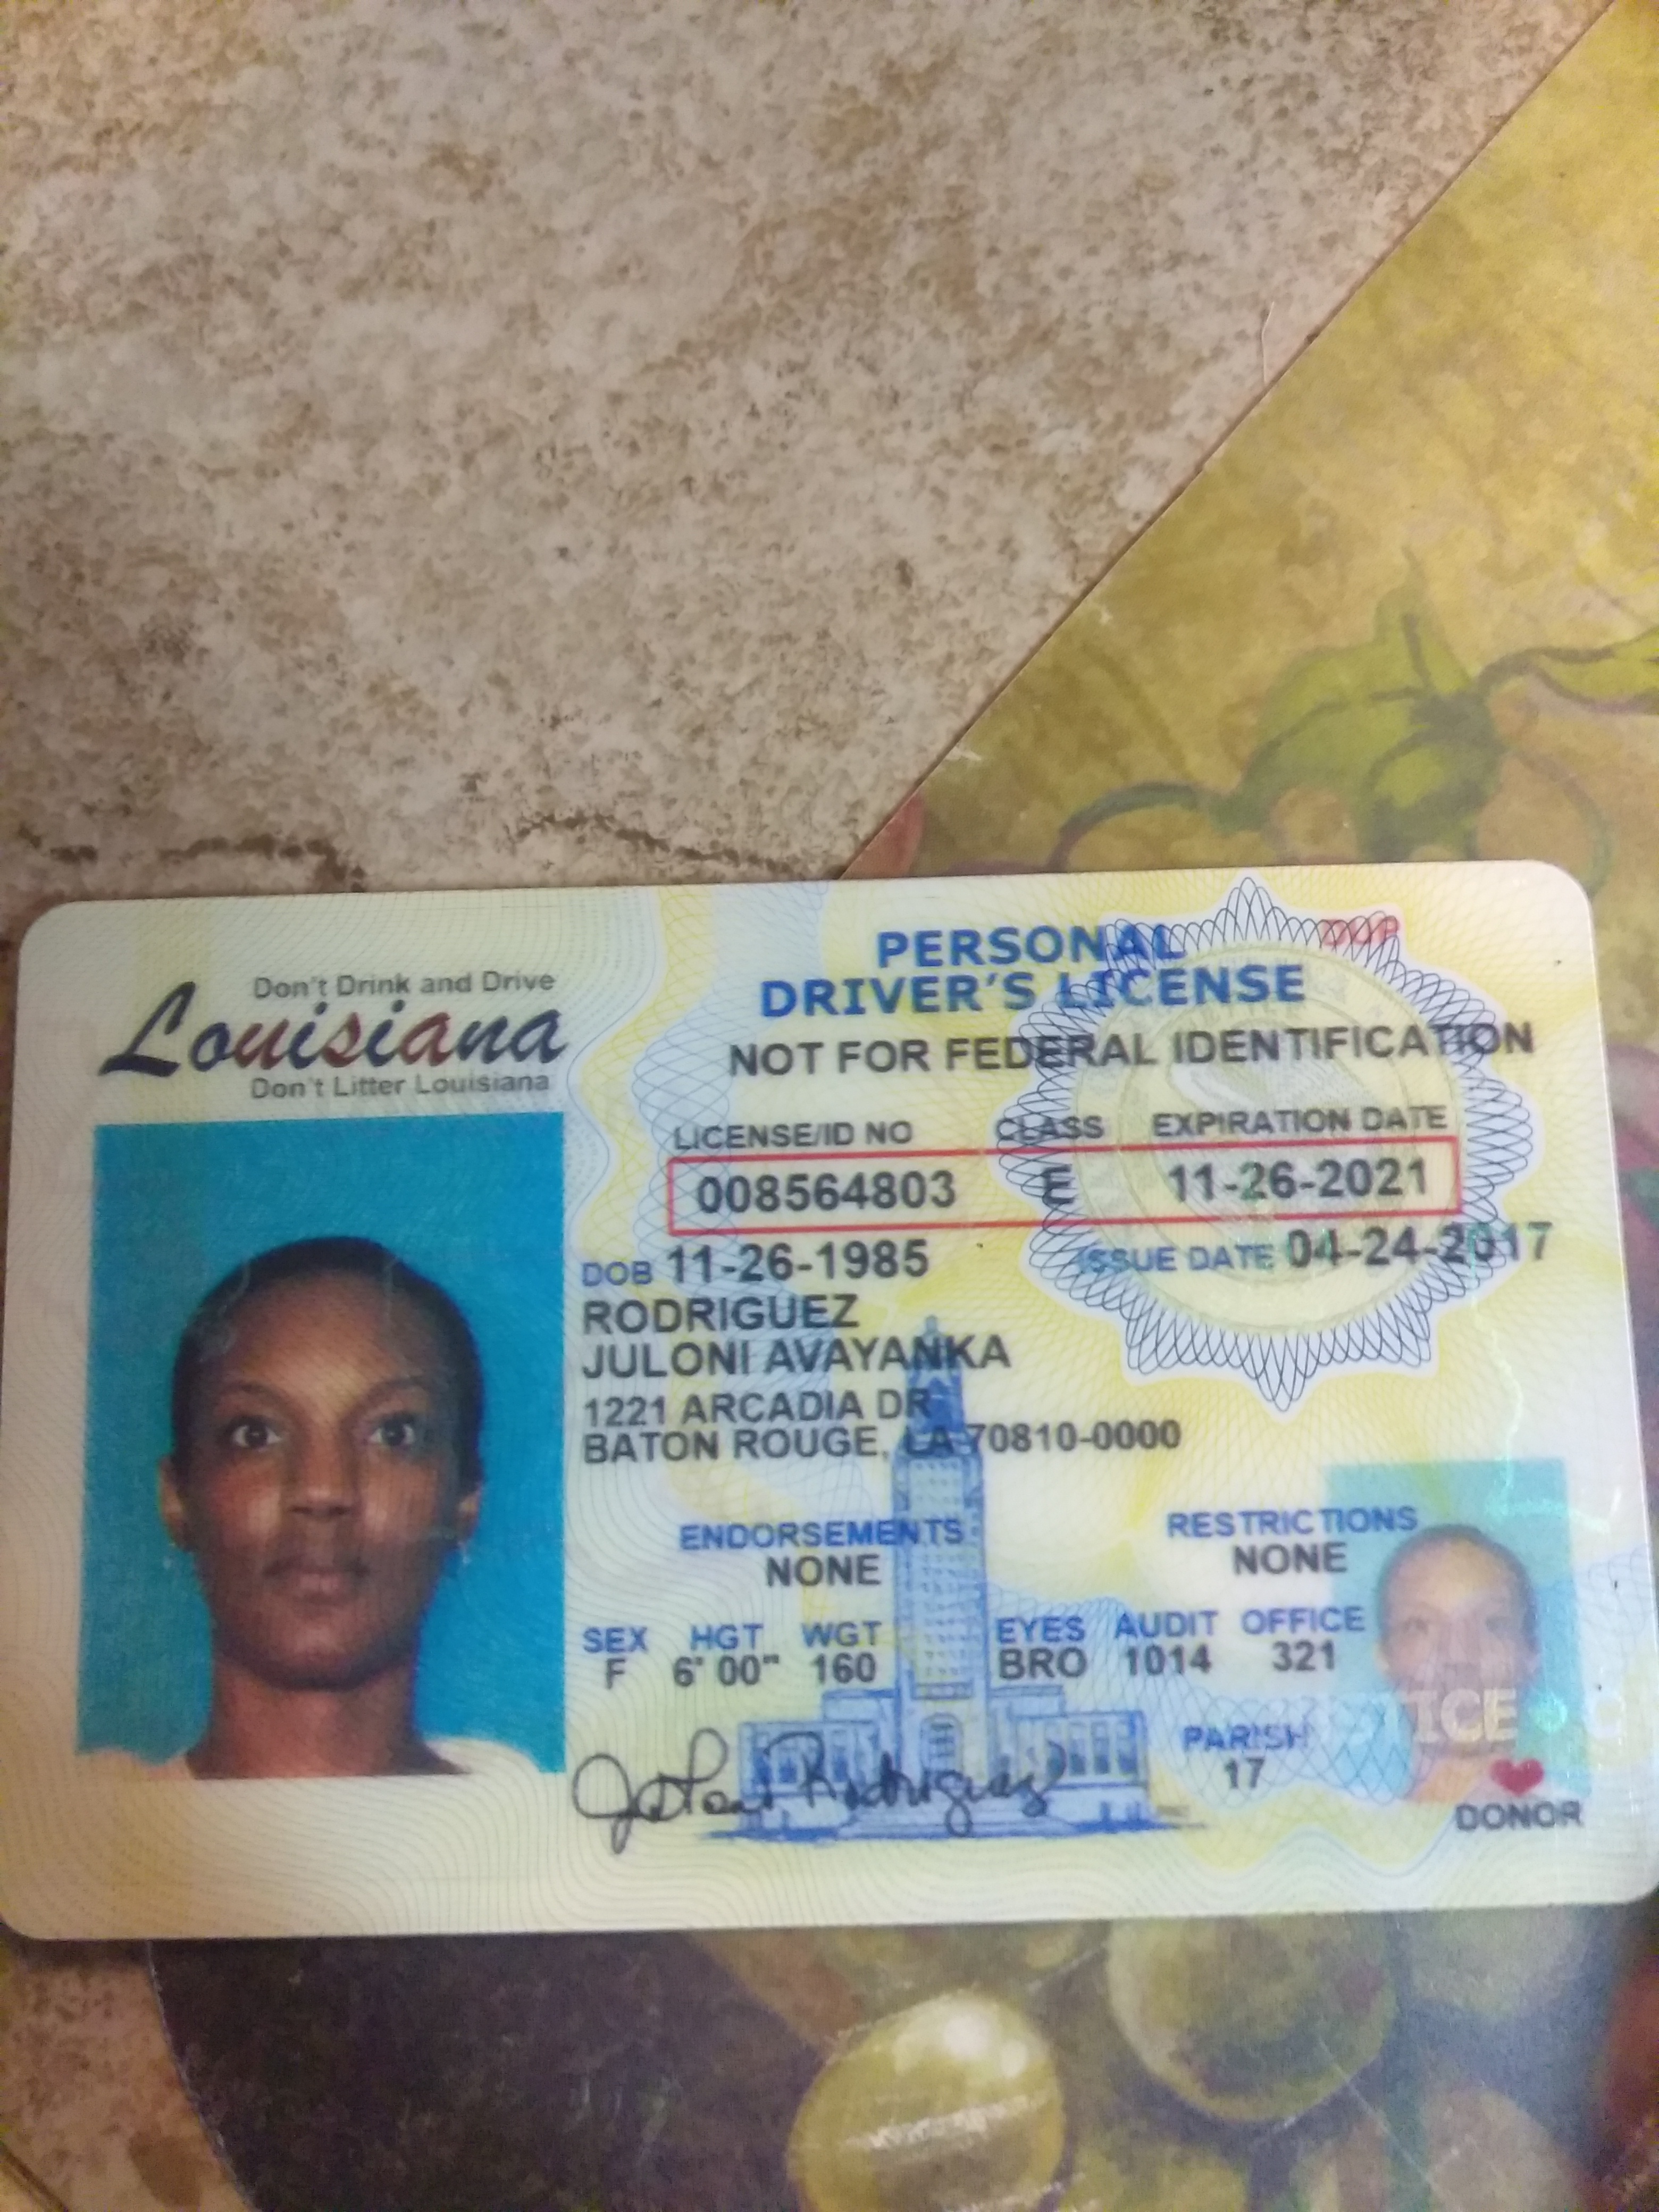 Don't Drink and Drive
Louisiana
Don't Litter Louisiana
PERSONAL
DRIVER'S LICENSE
DUP
NOT FOR FEDERAL IDENTIFICATION
LICENSE/ID NO CLASS EXPIRATION DATE
008564803 E 11-26-2021
DOB 11-26-1985 ISSUE DATE 04-24-2017
RODRIGUEZ
JULONI AVAYANKA
1221 ARCADIA DR
BATON ROUGE, LA 70810-0000
ENDORSEMENTS RESTRICTIONS
NONE NONE
SEX HGT WGT EYES AUDIT OFFICE
F 6' 00" 160 BRO 1014 321
PARISH
17
Rodriguez
DONOR